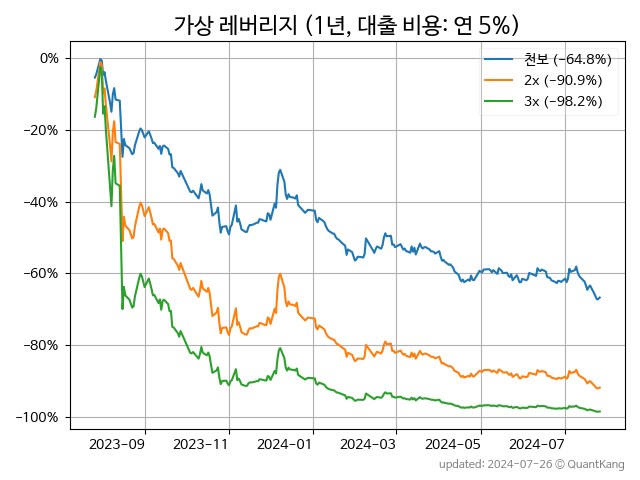 가상 레버리지 (1년, 대출 비용: 연 5%)
천보 (−64.8%)
2x (−90.9%)
3x (−98.2%)
0%
−20%
−40%
−60%
−80%
−100%
2023-09 2023-11 2024-01 2024-03 2024-05 2024-07
updated: 2024-07-26 © QuantKang